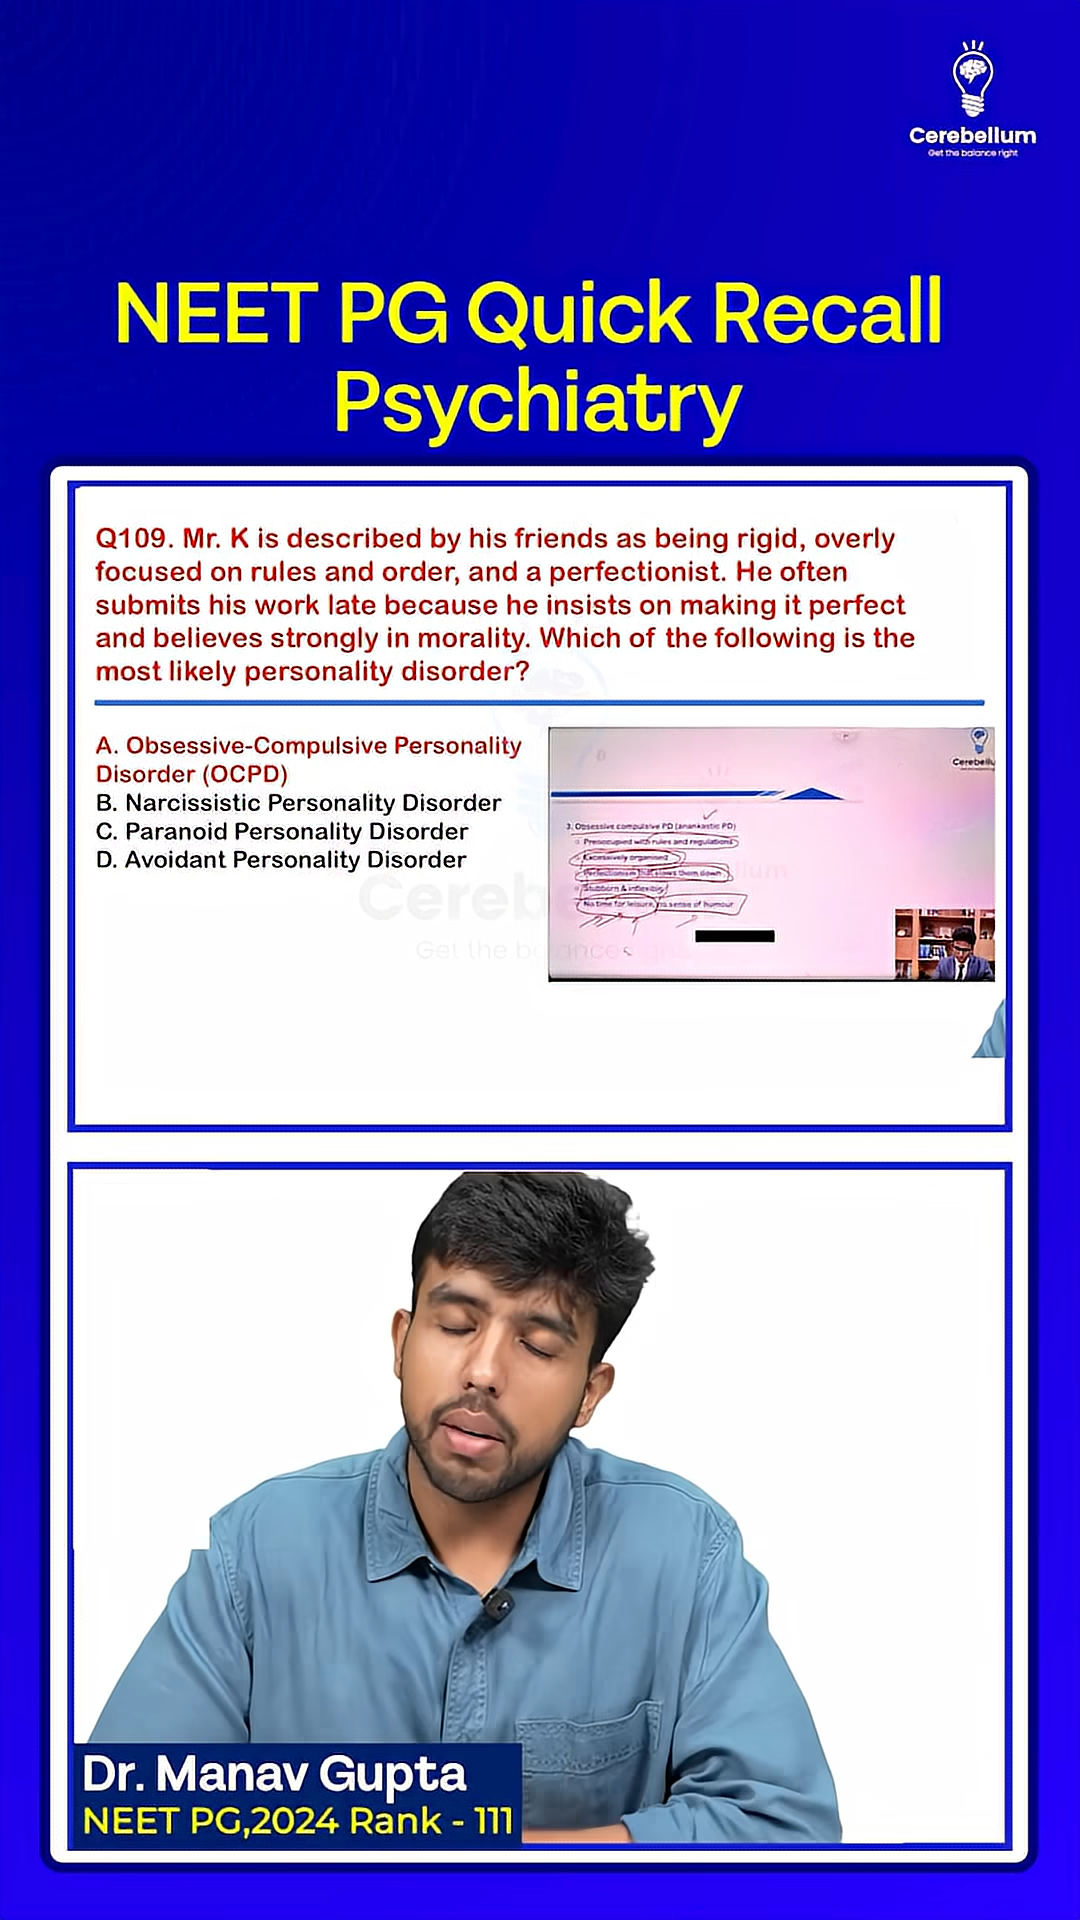 Cerebellum
Get the balance right
NEET PG Quick Recall
Psychiatry
Q109. Mr. K is described by his friends as being rigid, overly
focused on rules and order, and a perfectionist. He often
submits his work late because he insists on making it perfect
and believes strongly in morality. Which of the following is the
most likely personality disorder?
A. Obsessive-Compulsive Personality
Disorder (OCPD)
B. Narcissistic Personality Disorder
C. Paranoid Personality Disorder
D. Avoidant Personality Disorder
Cerebellu
3. Obsessive compulsive PD (anankastic PD)
Preoccupied with rules and regulations
Excessively organised
Perfectionism that slows them down
Stubborn & inflexible
No time for leisure, no sense of humour
Dr. Manav Gupta
NEET PG,2024 Rank - 111